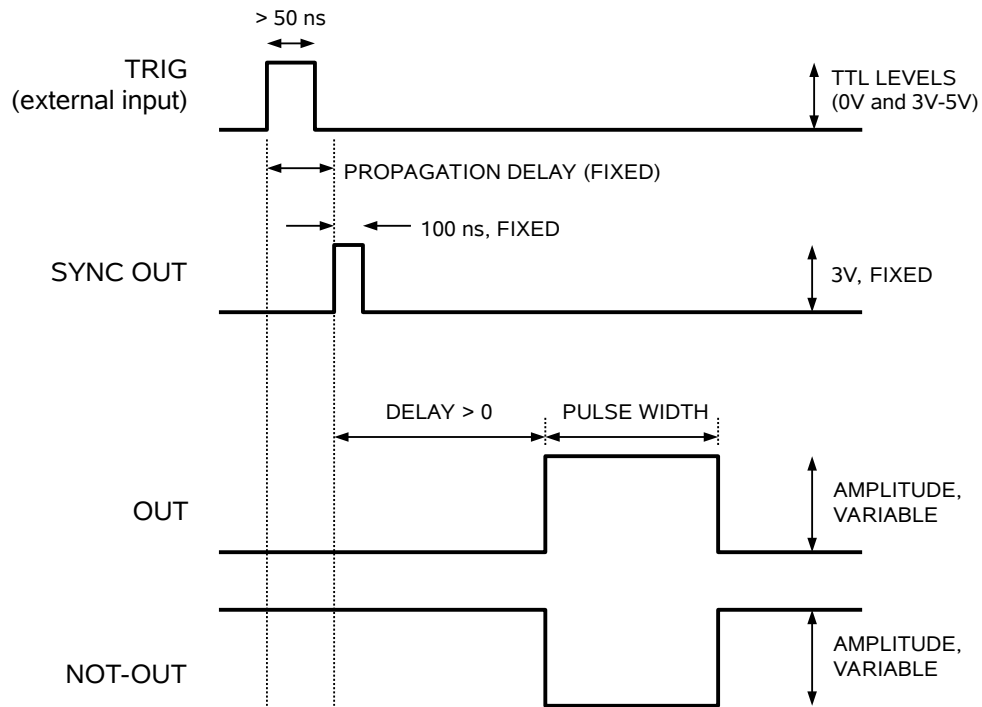 > 50 ns
TRIG
(external input)
TTL LEVELS
(0V and 3V-5V)
PROPAGATION DELAY (FIXED)
100 ns, FIXED
SYNC OUT
3V, FIXED
DELAY > 0
PULSE WIDTH
OUT
AMPLITUDE,
VARIABLE
NOT-OUT
AMPLITUDE,
VARIABLE